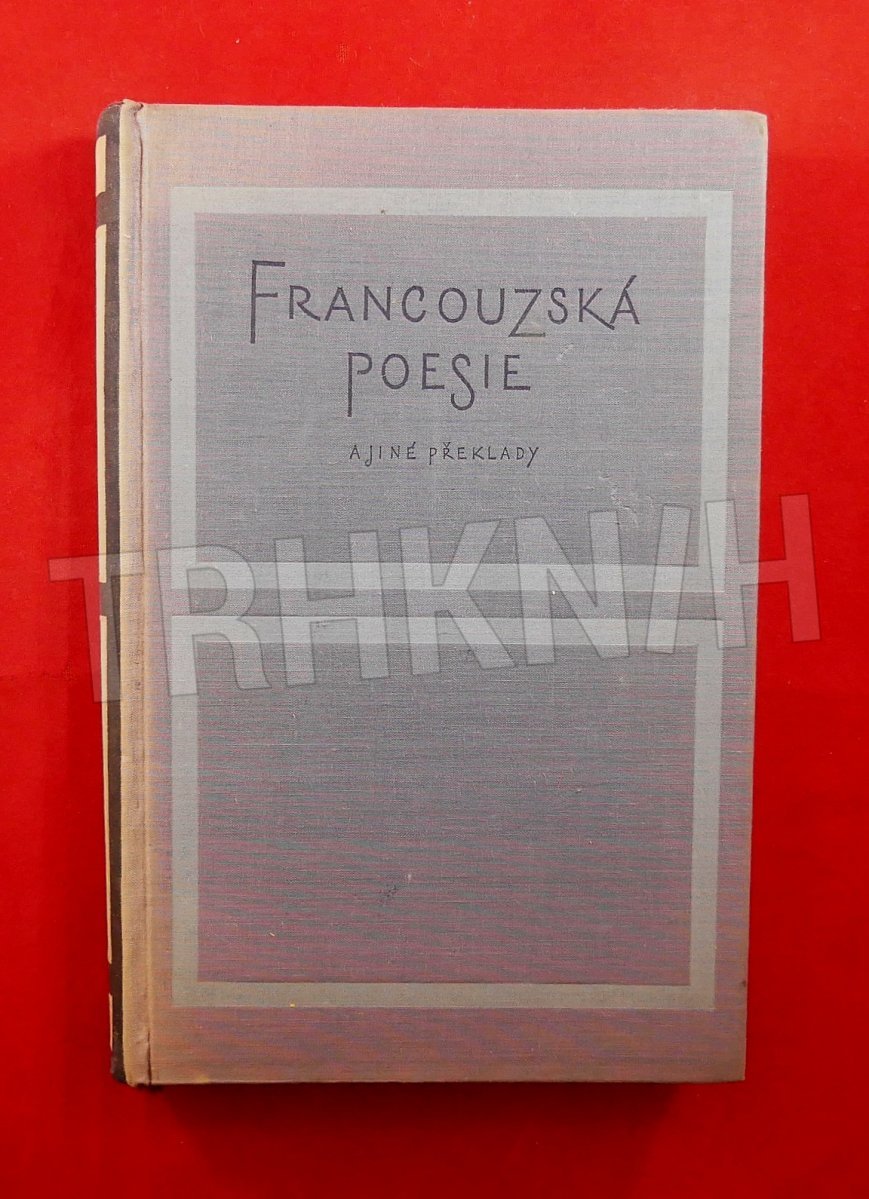 FRANCOUZSKÁ
POESIE
A JINÉ PŘEKLADY
TRHKNIH